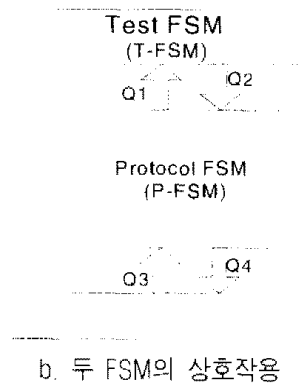 Test FSM
(T-FSM)
Q1 Q2
Protocol FSM
(P-FSM)
Q3 Q4
b. 두 FSM의 상호작용